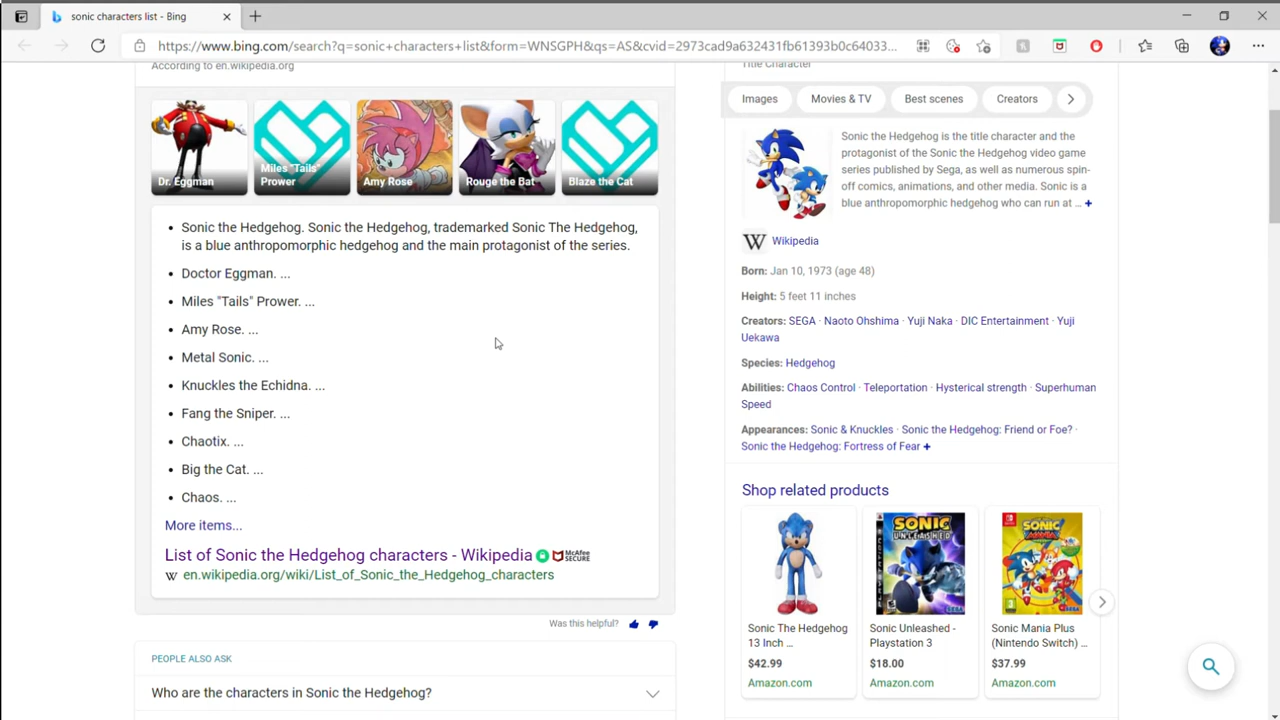 sonic characters list - Bing
https://www.bing.com/search?q=sonic+characters+list&form=WNSGPH&qs=AS&cvid=2973cad9a632431fb61393b0c64033...
According to en.wikipedia.org
Dr. Eggman
Miles "Tails"
Prower
Amy Rose
Rouge the Bat
Blaze the Cat
• Sonic the Hedgehog. Sonic the Hedgehog, trademarked Sonic The Hedgehog,
is a blue anthropomorphic hedgehog and the main protagonist of the series.
• Doctor Eggman. ...
• Miles "Tails" Prower. ...
• Amy Rose. ...
• Metal Sonic. ...
• Knuckles the Echidna. ...
• Fang the Sniper. ...
• Chaotix. ...
• Big the Cat. ...
• Chaos. ...
More items...
List of Sonic the Hedgehog characters - Wikipedia McAfee SECURE
W en.wikipedia.org/wiki/List_of_Sonic_the_Hedgehog_characters
Was this helpful?
PEOPLE ALSO ASK
Who are the characters in Sonic the Hedgehog?
Title Character
Images Movies & TV Best scenes Creators
Sonic the Hedgehog is the title character and the
protagonist of the Sonic the Hedgehog video game
series published by Sega, as well as numerous spin-
off comics, animations, and other media. Sonic is a
blue anthropomorphic hedgehog who can run at ... +
W Wikipedia
Born: Jan 10, 1973 (age 48)
Height: 5 feet 11 inches
Creators: SEGA · Naoto Ohshima · Yuji Naka · DIC Entertainment · Yuji
Uekawa
Species: Hedgehog
Abilities: Chaos Control · Teleportation · Hysterical strength · Superhuman
Speed
Appearances: Sonic & Knuckles · Sonic the Hedgehog: Friend or Foe? ·
Sonic the Hedgehog: Fortress of Fear +
Shop related products
SONIC
UNLEASHED
SONIC
MANIA
Sonic The Hedgehog
13 Inch ...
$42.99
Amazon.com
Sonic Unleashed -
Playstation 3
$18.00
Amazon.com
Sonic Mania Plus
(Nintendo Switch) ...
$37.99
Amazon.com